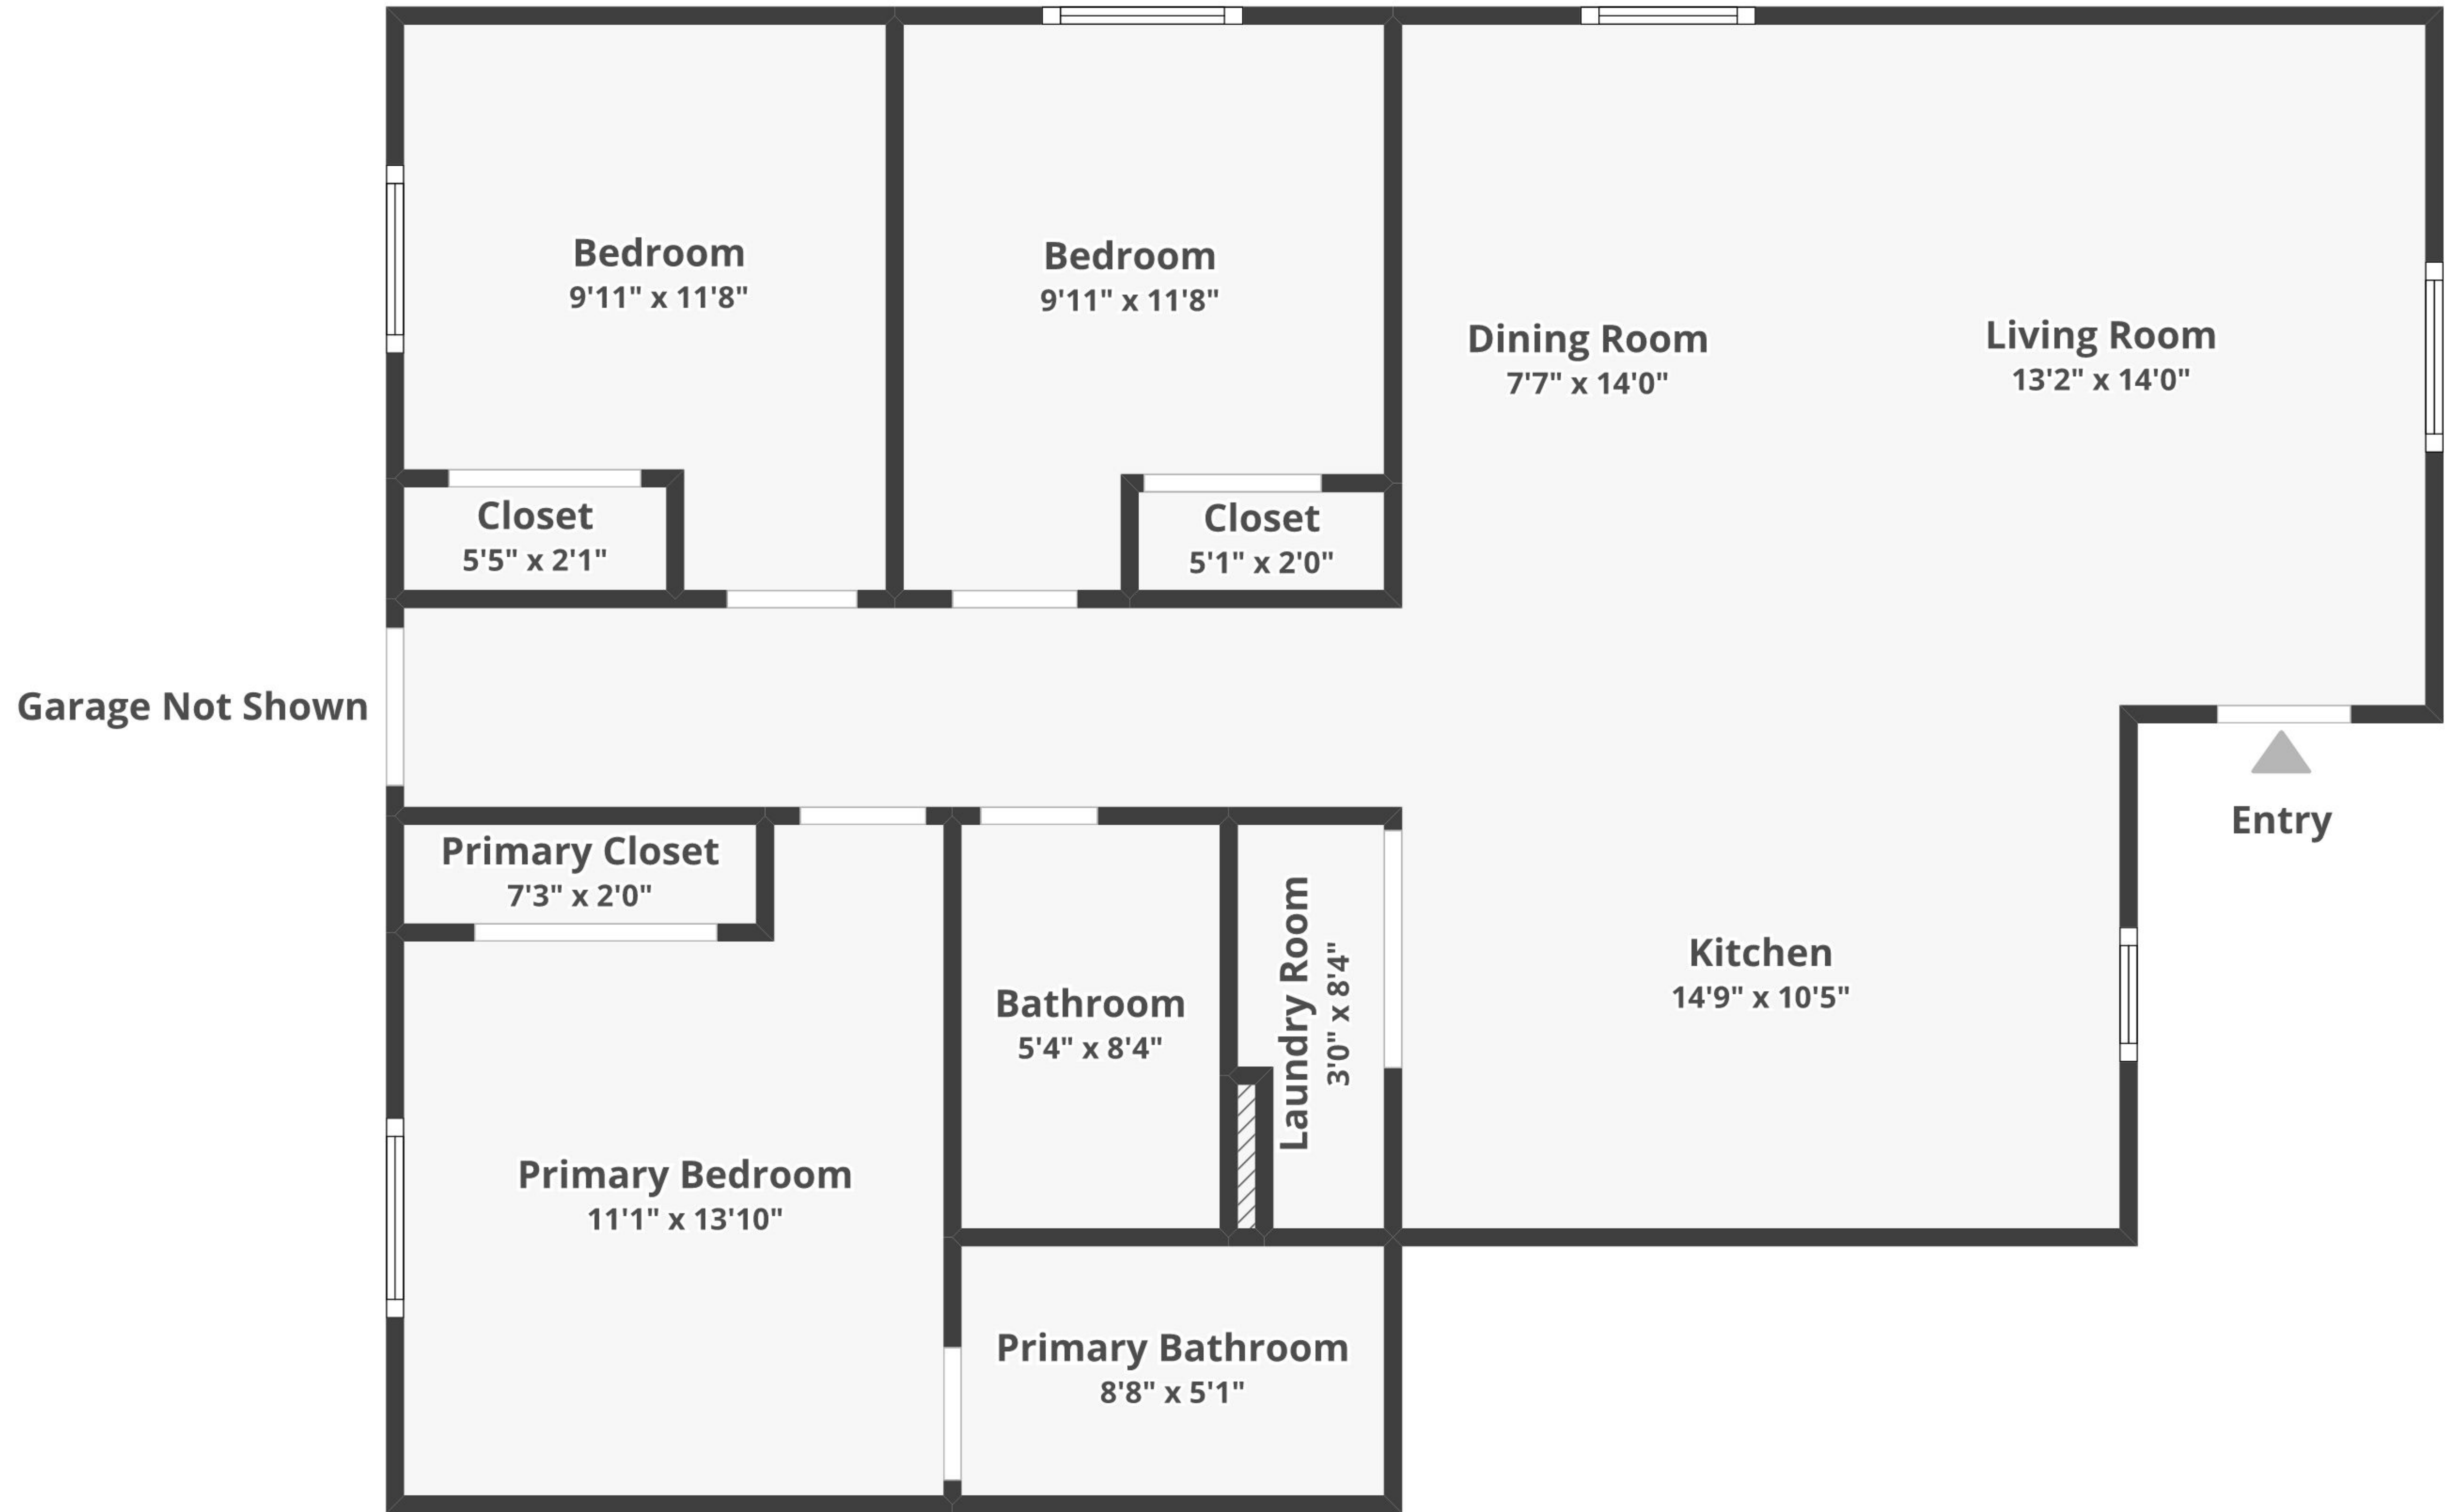 Bedroom
9'11" x 11'8"
Bedroom
9'11" x 11'8"
Dining Room
7'7" x 14'0"
Living Room
13'2" x 14'0"
Closet
5'5" x 2'1"
Closet
5'1" x 2'0"
Garage Not Shown
Entry
Primary Closet
7'3" x 2'0"
Bathroom
5'4" x 8'4"
Laundry Room
3'0" x 8'4"
Kitchen
14'9" x 10'5"
Primary Bedroom
11'1" x 13'10"
Primary Bathroom
8'8" x 5'1"